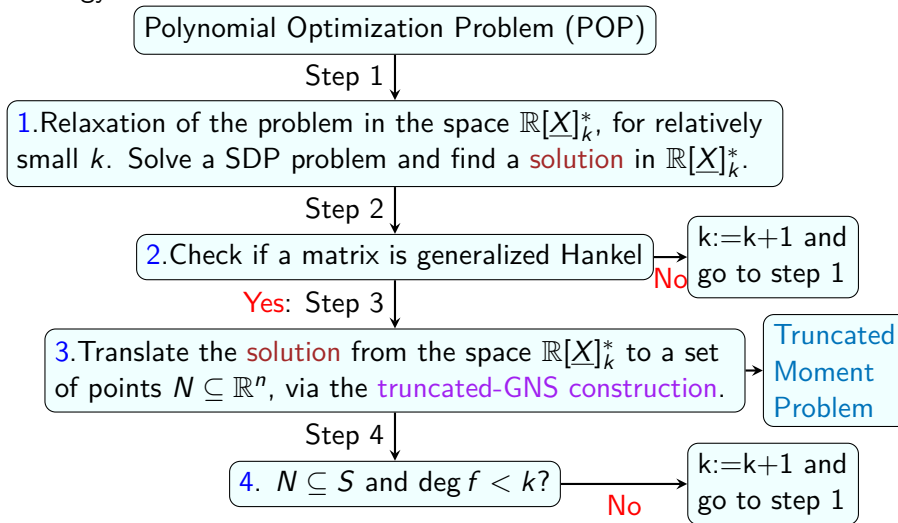 Polynomial Optimization Problem (POP)
Step 1
1.Relaxation of the problem in the space ℝ[X]*ₖ, for relatively
small k. Solve a SDP problem and find a solution in ℝ[X]*ₖ.
Step 2
2.Check if a matrix is generalized Hankel
No
k:=k+1 and
go to step 1
Yes: Step 3
3.Translate the solution from the space ℝ[X]*ₖ to a set
of points N ⊆ ℝⁿ, via the truncated-GNS construction.
Truncated
Moment
Problem
Step 4
4. N ⊆ S and deg f < k?
No
k:=k+1 and
go to step 1